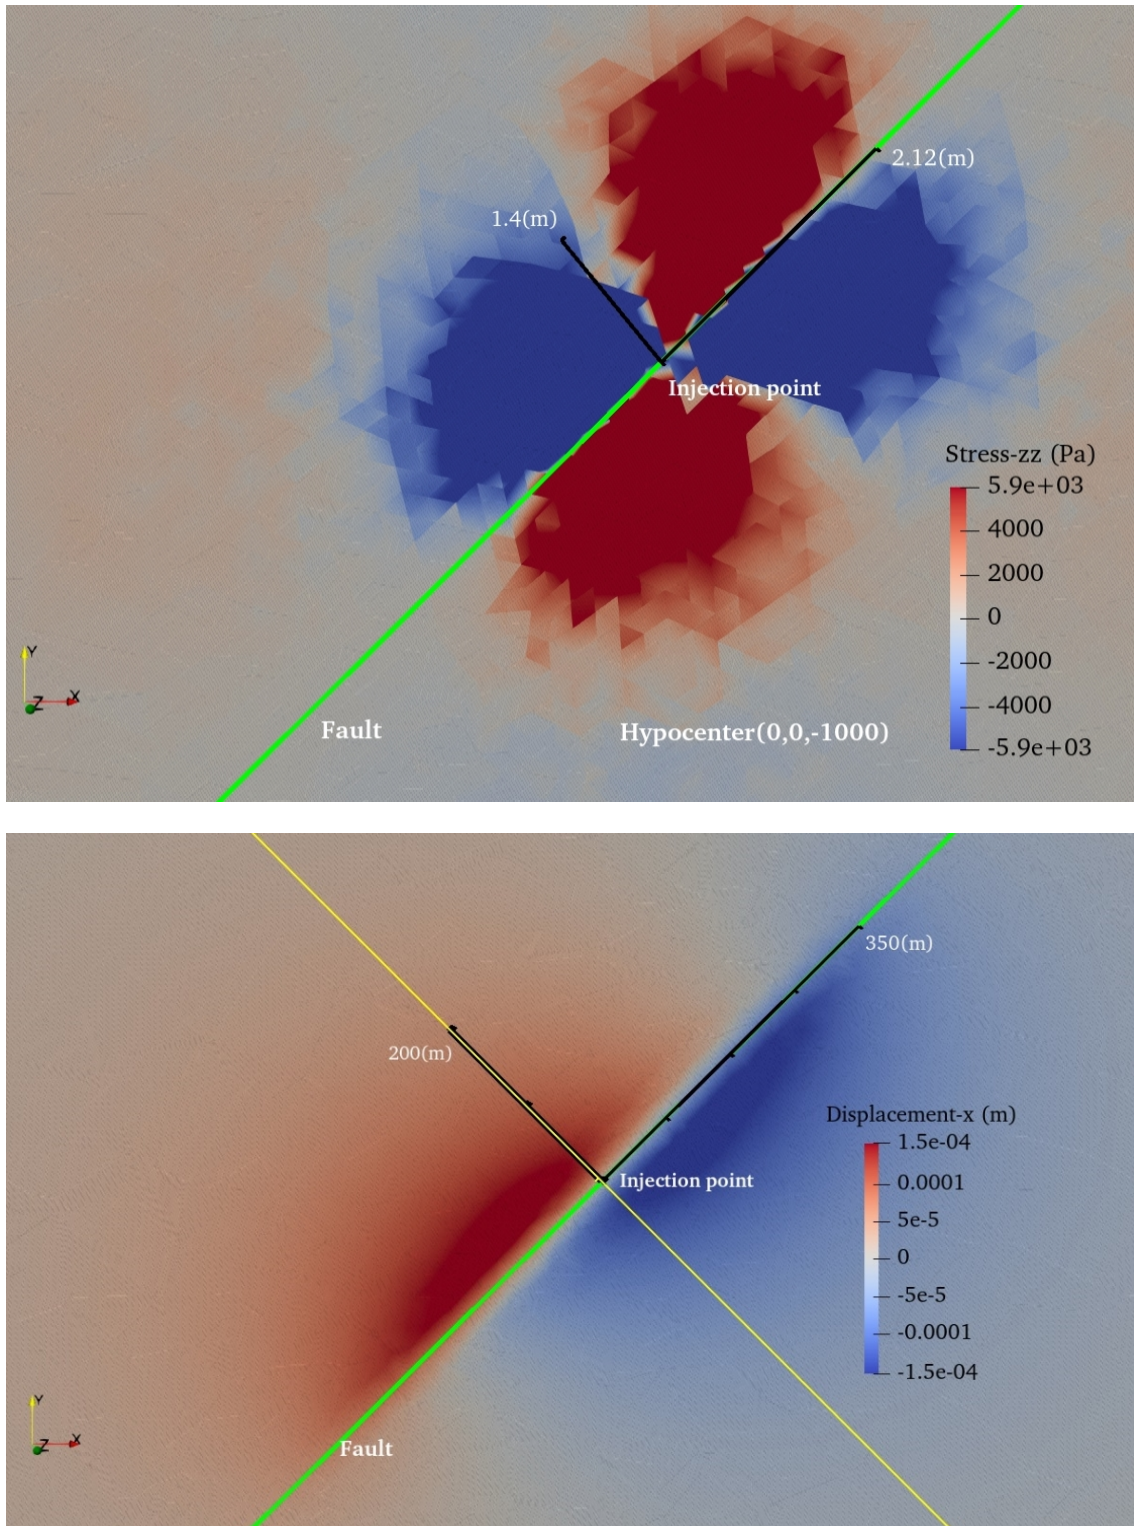 2.12(m)
1.4(m)
Injection point
Stress-zz (Pa)
5.9e+03
4000
2000
0
-2000
-4000
-5.9e+03
Y
Z X
Fault
Hypocenter(0,0,-1000)
350(m)
200(m)
Displacement-x (m)
1.5e-04
0.0001
5e-5
0
-5e-5
-0.0001
-1.5e-04
Injection point
Y
Z X
Fault